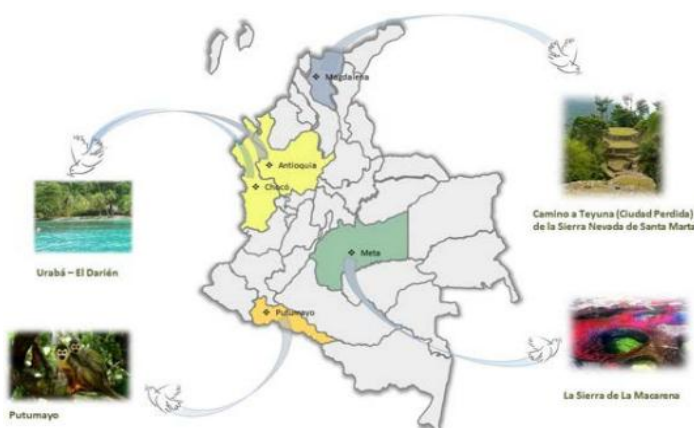 Magdalena
Antioquia
Chocó
Camino a Teyuna (Ciudad Perdida)
de la Sierra Nevada de Santa Marta
Urabá – El Darién
Meta
Putumayo
Putumayo
La Sierra de La Macarena